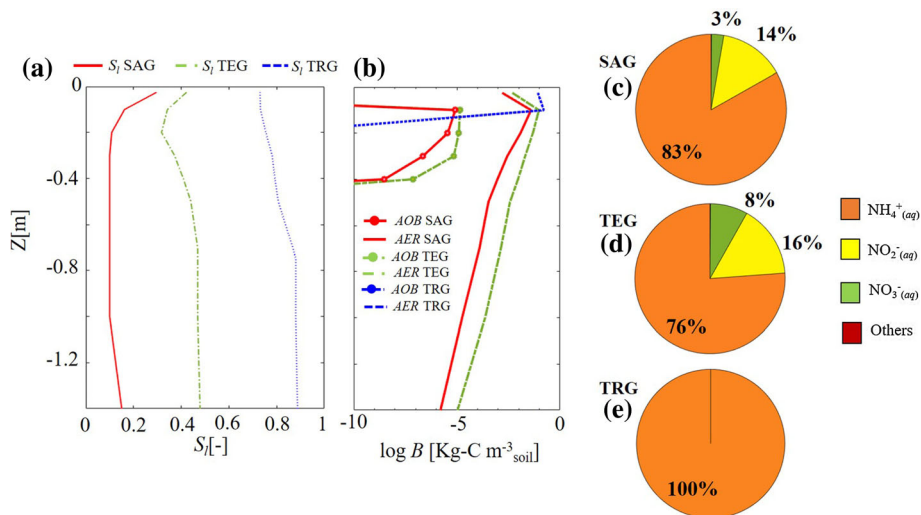 S_l SAG S_l TEG S_l TRG
(a)
0
-0.4
-0.8
-1.2
Z[m]
0 0.2 0.4 0.6 0.8 1
S_l[-]
(b)
AOB SAG
AER SAG
AOB TEG
AER TEG
AOB TRG
AER TRG
-10 -5 0
log B [Kg-C m⁻³soil]
SAG
(c)
3%
14%
83%
TEG
(d)
8%
16%
76%
TRG
(e)
100%
NH₄⁺(aq)
NO₂⁻(aq)
NO₃⁻(aq)
Others